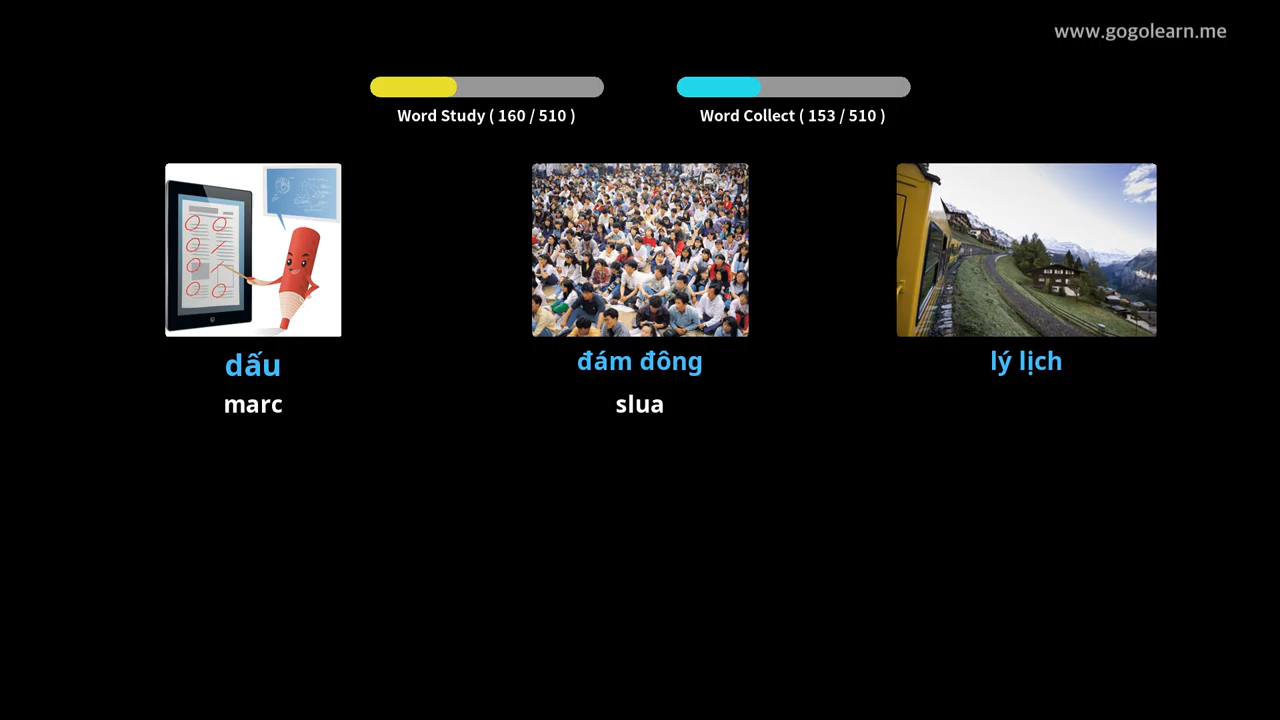 www.gogolearn.me
Word Study ( 160 / 510 )
Word Collect ( 153 / 510 )
dấu
marc
đám đông
slua
lý lịch